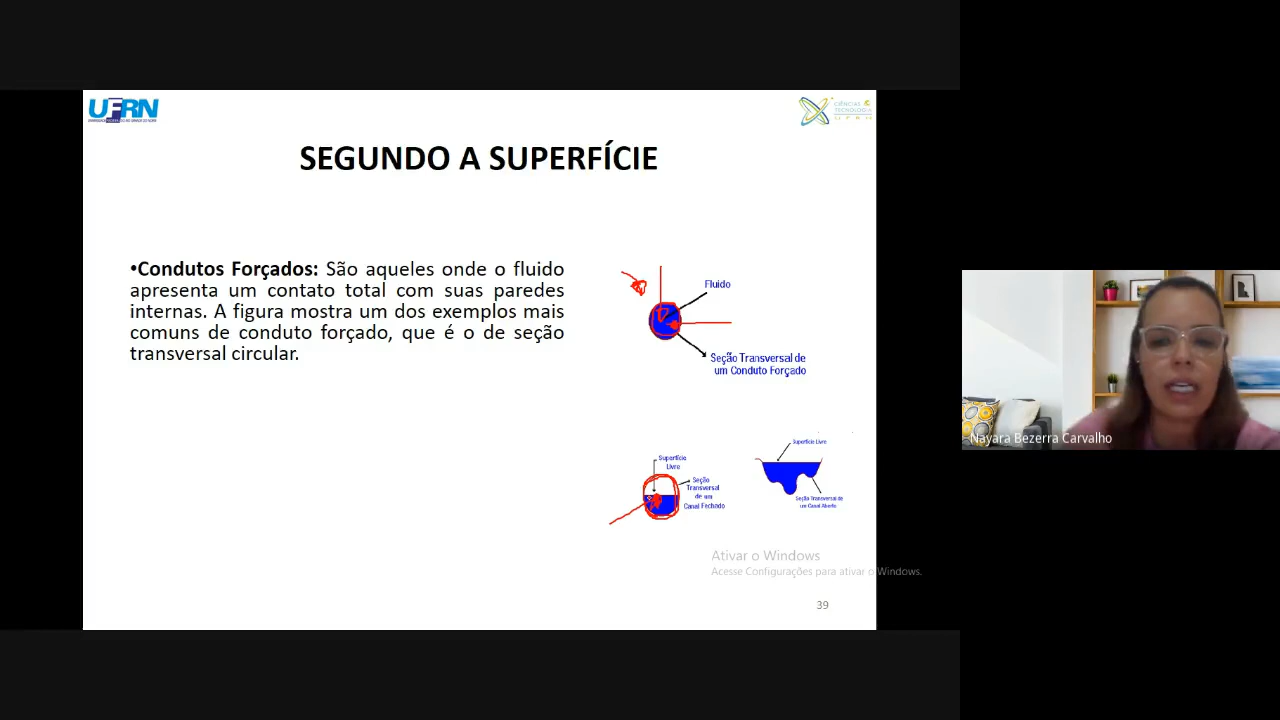 UFRN
CIÊNCIAS &
TECNOLOGIA
UFRN
SEGUNDO A SUPERFÍCIE
•Condutos Forçados: São aqueles onde o fluido
apresenta um contato total com suas paredes
internas. A figura mostra um dos exemplos mais
comuns de conduto forçado, que é o de seção
transversal circular.
Fluido
Seção Transversal de
um Conduto Forçado
Superfície
Livre
Seção
Transversal
de um
Canal Fechado
Superfície Livre
Seção Transversal de
um Canal Aberto
Nayara Bezerra Carvalho
Ativar o Windows
Acesse Configurações para ativar o Windows.
39